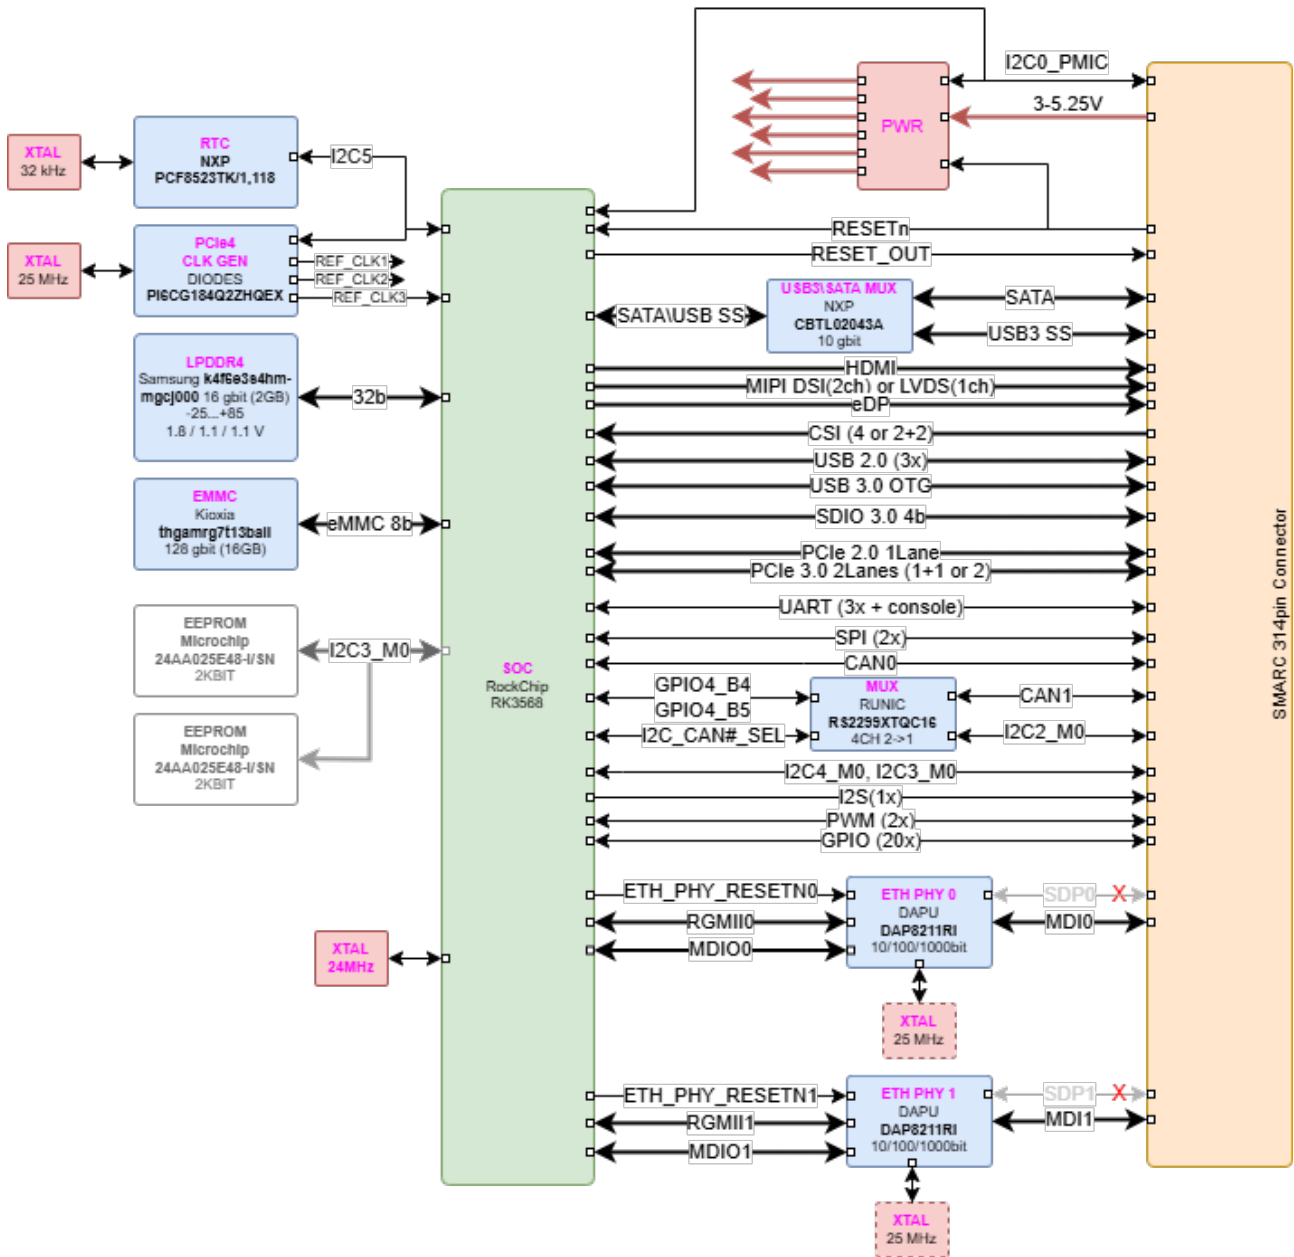 I2C0_PMIC
3-5.25V
PWR
XTAL
32 kHz
RTC
NXP
PCF8523TK/1,118
I2C5
XTAL
25 MHz
PCIe4
CLK GEN
DIODES
PI6CG184Q2ZHQEX
REF_CLK1
REF_CLK2
REF_CLK3
RESETn
RESET_OUT
USB3\SATA MUX
NXP
CBTL02043A
10 gbit
SATA\USB SS
SATA
USB3 SS
LPDDR4
Samsung k4f6e3s4hm-
mgcj000 16 gbit (2GB)
-25...+85
1.8 / 1.1 / 1.1 V
32b
HDMI
MIPI DSI(2ch) or LVDS(1ch)
eDP
CSI (4 or 2+2)
USB 2.0 (3x)
USB 3.0 OTG
SDIO 3.0 4b
EMMC
Kioxia
thgamrg7t13bail
128 gbit (16GB)
eMMC 8b
PCIe 2.0 1Lane
PCIe 3.0 2Lanes (1+1 or 2)
UART (3x + console)
SPI (2x)
CAN0
EEPROM
Microchip
24AA025E48-I/SN
2KBIT
I2C3_M0
EEPROM
Microchip
24AA025E48-I/SN
2KBIT
SOC
RockChip
RK3568
GPIO4_B4
GPIO4_B5
I2C_CAN#_SEL
MUX
RUNIC
RS2299XTQC16
4CH 2->1
CAN1
I2C2_M0
I2C4_M0, I2C3_M0
I2S(1x)
PWM (2x)
GPIO (20x)
SMARC 314pin Connector
ETH_PHY_RESETN0
RGMII0
MDIO0
ETH PHY 0
DAPU
DAP8211RI
10/100/1000bit
SDP0 X
MDI0
XTAL
24MHz
XTAL
25 MHz
ETH_PHY_RESETN1
RGMII1
MDIO1
ETH PHY 1
DAPU
DAP8211RI
10/100/1000bit
SDP1 X
MDI1
XTAL
25 MHz